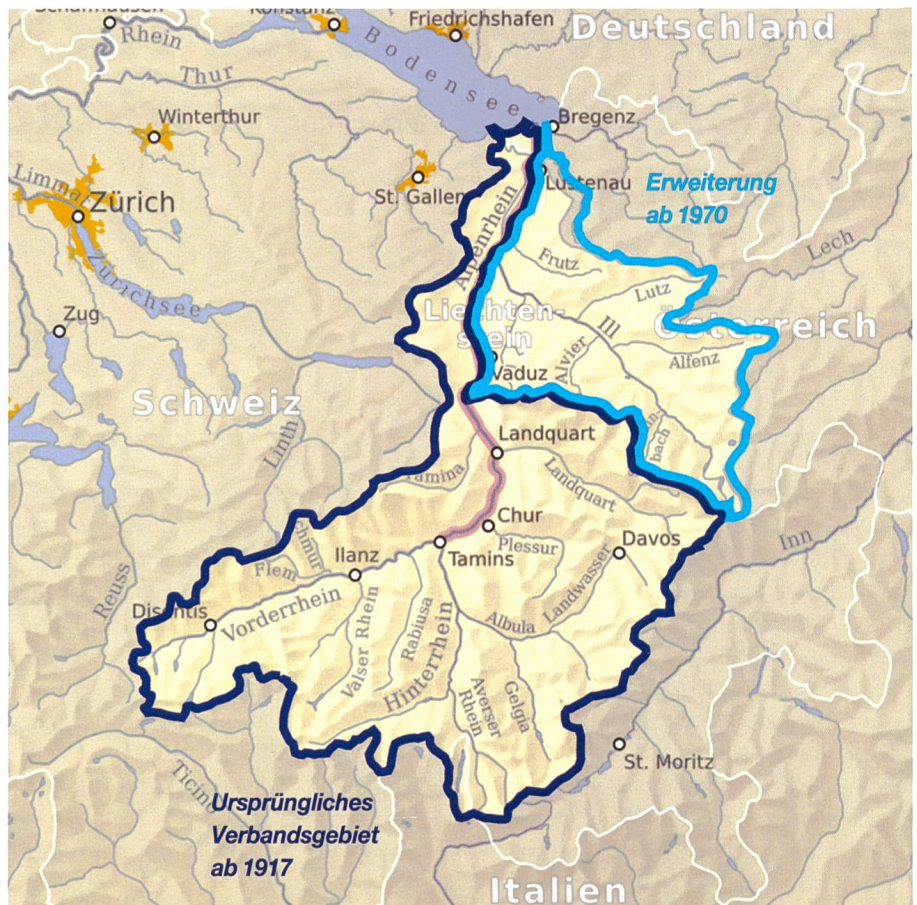 Schaffhausen
Konstanz
Friedrichshafen
Deutschland
Rhein
Bodensee
Thur
Winterthur
Bregenz
Limmat
Zürich
St. Gallen
Lustenau
Erweiterung
ab 1970
Alpenrhein
Lech
Zürichsee
Frutz
Lutz
Zug
Liechten-
stein
Ill
Österreich
Alvier
Alfenz
Vaduz
Schweiz
Landquart
bach
Linth
Tamina
Landquart
Chur
Plessur
Davos
Inn
Schmur
Ilanz
Tamins
Flem
Reuss
Disentis
Vorderrhein
Valser Rhein
Rabiusa
Hinterrhein
Albula
Landwasser
Averser
Rhein
Gelgia
St. Moritz
Ticino
Ursprüngliches
Verbandsgebiet
ab 1917
Italien